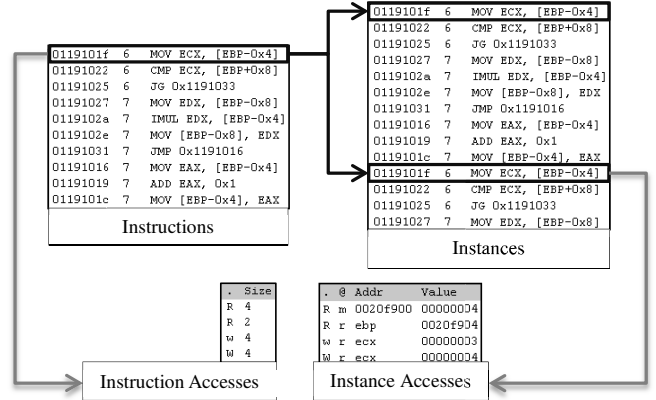 0119101f 6 MOV ECX, [EBP-0x4]
01191022 6 CMP ECX, [EBP+0x8]
01191025 6 JG 0x1191033
01191027 7 MOV EDX, [EBP-0x8]
0119102a 7 IMUL EDX, [EBP-0x4]
0119102e 7 MOV [EBP-0x8], EDX
01191031 7 JMP 0x1191016
01191016 7 MOV EAX, [EBP-0x4]
01191019 7 ADD EAX, 0x1
0119101c 7 MOV [EBP-0x4], EAX
Instructions
0119101f 6 MOV ECX, [EBP-0x4]
01191022 6 CMP ECX, [EBP+0x8]
01191025 6 JG 0x1191033
01191027 7 MOV EDX, [EBP-0x8]
0119102a 7 IMUL EDX, [EBP-0x4]
0119102e 7 MOV [EBP-0x8], EDX
01191031 7 JMP 0x1191016
01191016 7 MOV EAX, [EBP-0x4]
01191019 7 ADD EAX, 0x1
0119101c 7 MOV [EBP-0x4], EAX
0119101f 6 MOV ECX, [EBP-0x4]
01191022 6 CMP ECX, [EBP+0x8]
01191025 6 JG 0x1191033
01191027 7 MOV EDX, [EBP-0x8]
Instances
. Size
R 4
R 2
w 4
W 4
Instruction Accesses
. @ Addr Value
R m 0020f900 00000004
R r ebp 0020f904
w r ecx 00000003
W r ecx 00000004
Instance Accesses